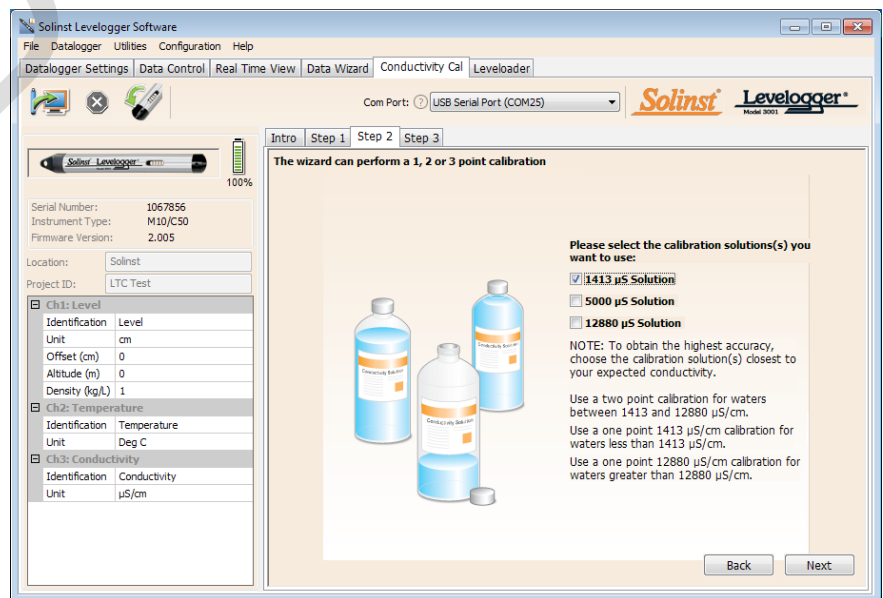 Solinst Levelogger Software
File Datalogger Utilities Configuration Help
Datalogger Settings Data Control Real Time View Data Wizard Conductivity Cal Leveloader
Com Port: ? USB Serial Port (COM25)
Solinst
Levelogger®
Model 3001
Solinst Levelogger®
100%
Serial Number: 1067856
Instrument Type: M10/C50
Firmware Version: 2.005
Location: Solinst
Project ID: LTC Test
Ch1: Level
Identification Level
Unit cm
Offset (cm) 0
Altitude (m) 0
Density (kg/L) 1
Ch2: Temperature
Identification Temperature
Unit Deg C
Ch3: Conductivity
Identification Conductivity
Unit µS/cm
Intro Step 1 Step 2 Step 3
The wizard can perform a 1, 2 or 3 point calibration
Conductivity Solution
Conductivity Solution
Conductivity Solution
Please select the calibration solutions(s) you
want to use:
1413 µS Solution
5000 µS Solution
12880 µS Solution
NOTE: To obtain the highest accuracy,
choose the calibration solution(s) closest to
your expected conductivity.
Use a two point calibration for waters
between 1413 and 12880 µS/cm.
Use a one point 1413 µS/cm calibration for
waters less than 1413 µS/cm.
Use a one point 12880 µS/cm calibration for
waters greater than 12880 µS/cm.
Back Next